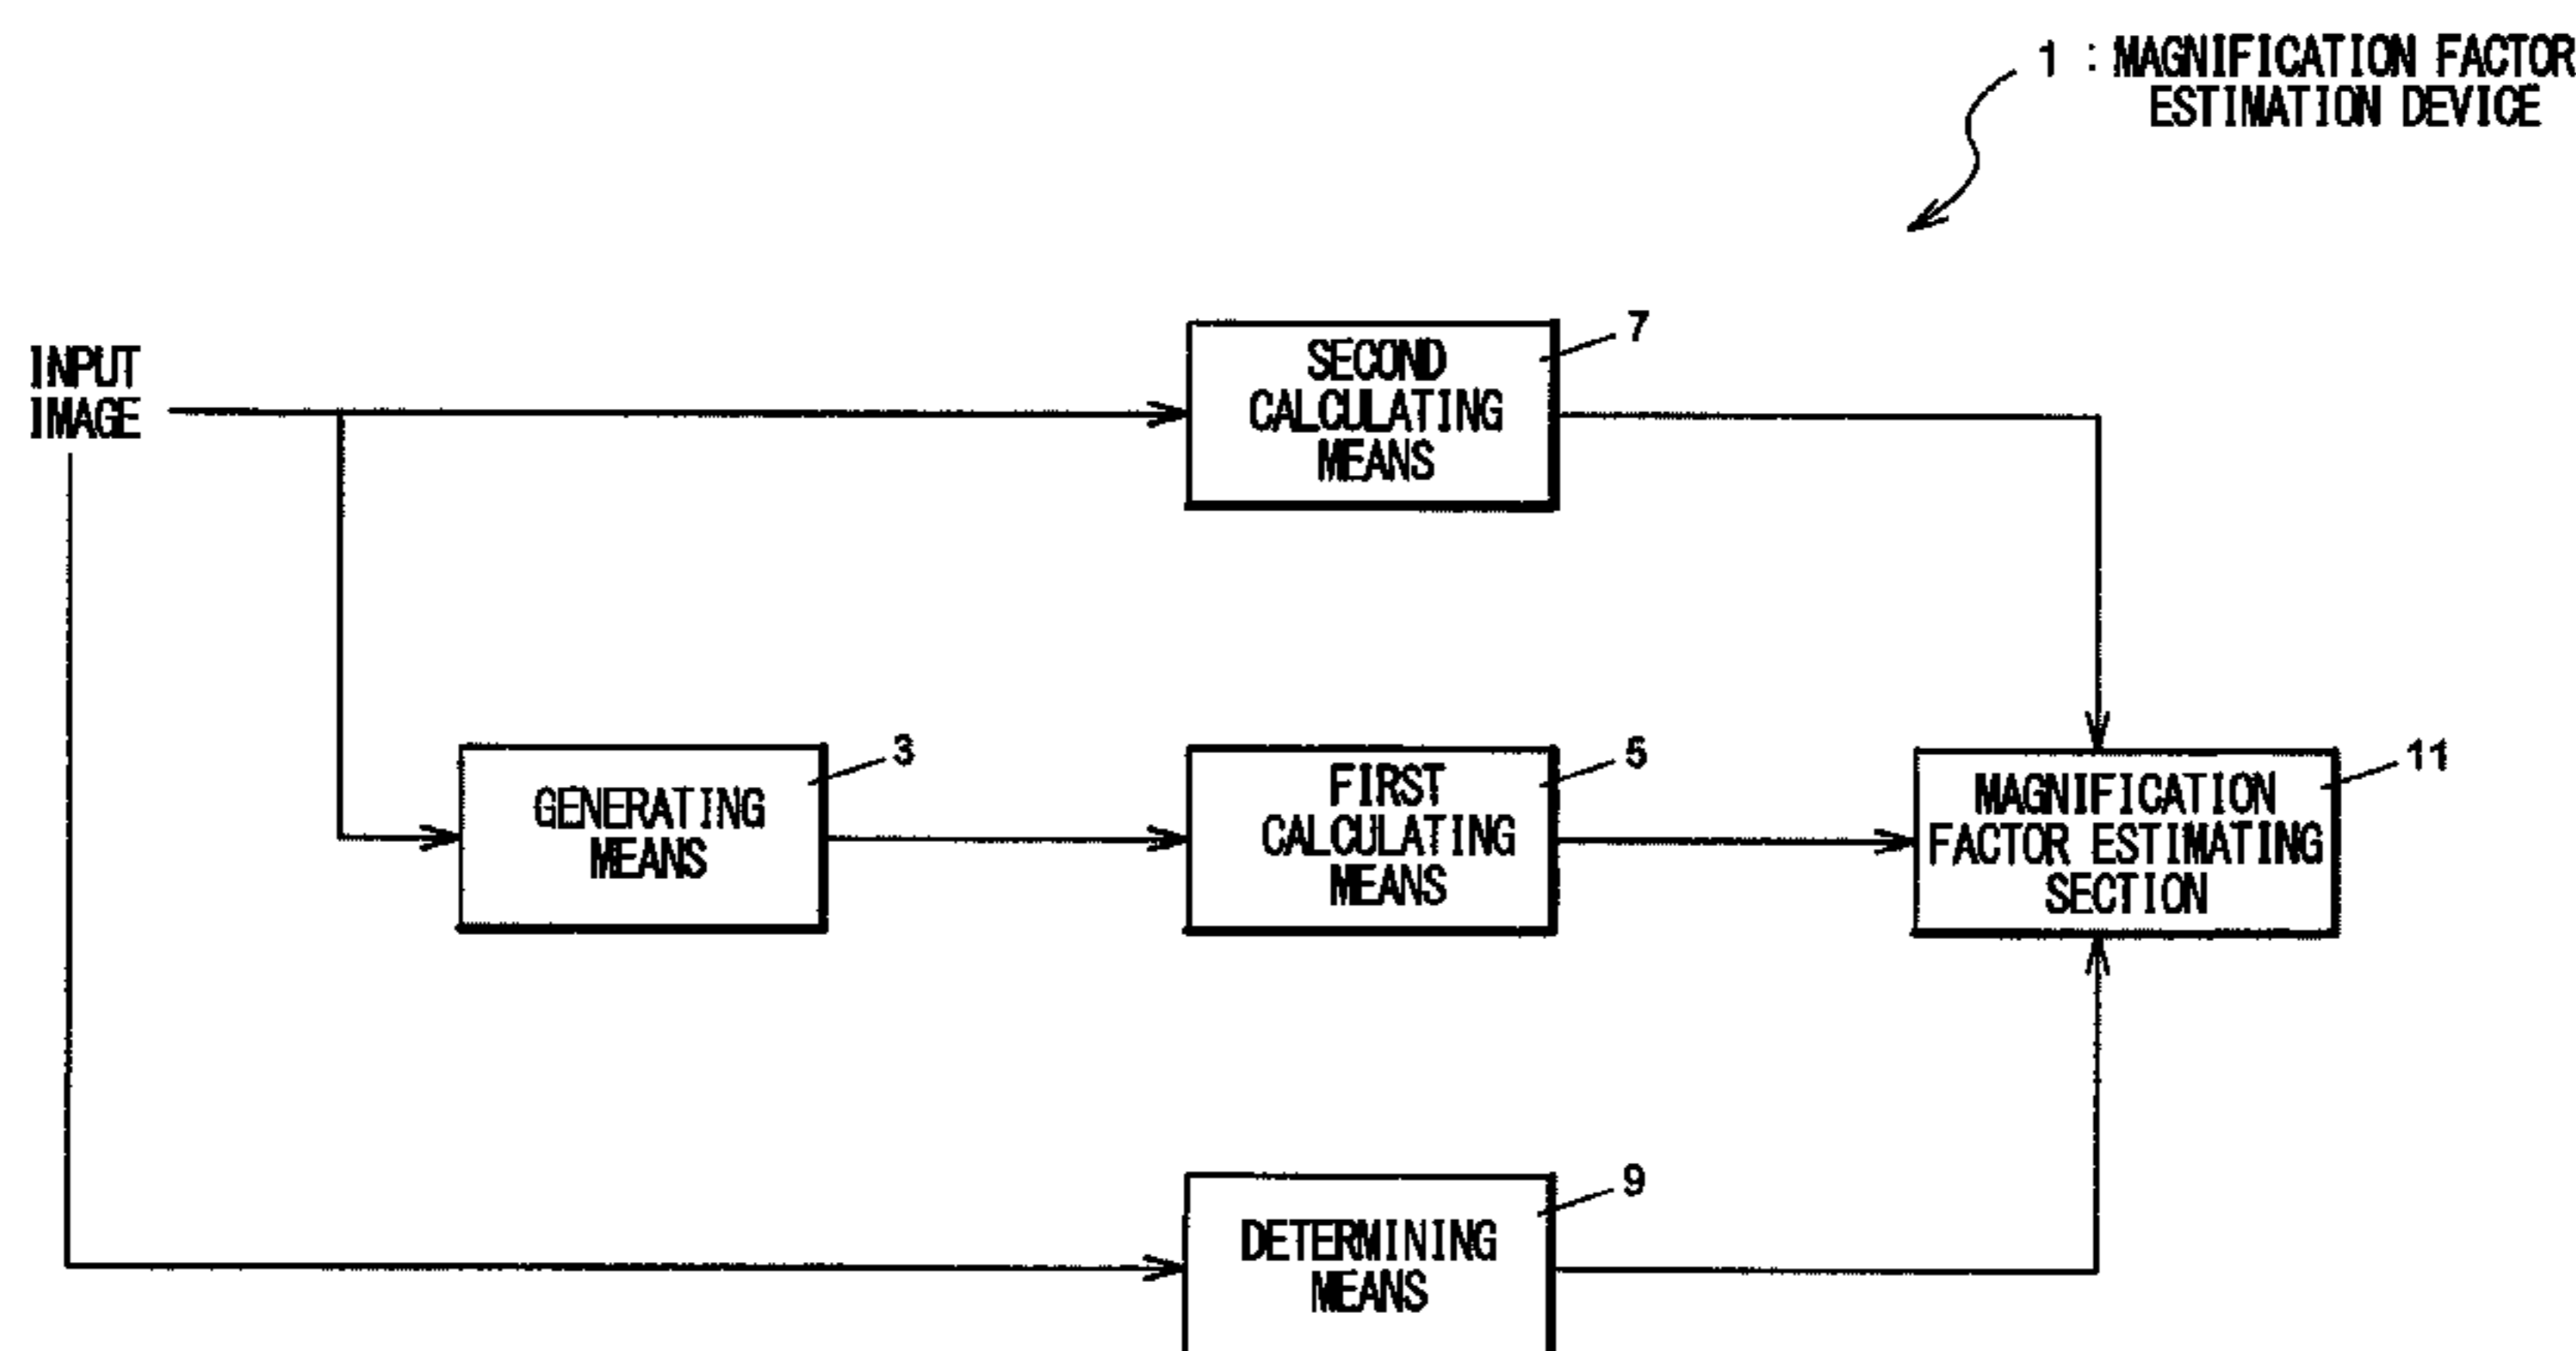 1 : MAGNIFICATION FACTOR
ESTIMATION DEVICE
INPUT
IMAGE
7
SECOND
CALCULATING
MEANS
3
GENERATING
MEANS
5
FIRST
CALCULATING
MEANS
11
MAGNIFICATION
FACTOR ESTIMATING
SECTION
9
DETERMINING
MEANS